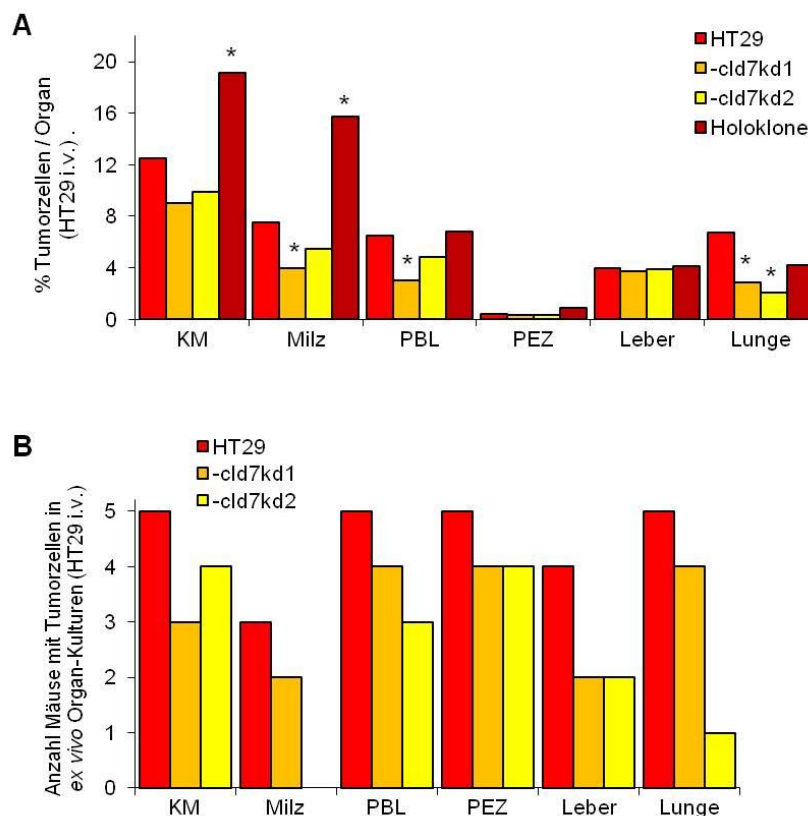 A
% Tumorzellen / Organ
(HT29 i.v.) .
20
16
12
8
4
0
*
*
*
*
*
*
HT29
-cld7kd1
-cld7kd2
Holoklone
KM
Milz
PBL
PEZ
Leber
Lunge
B
HT29
-cld7kd1
-cld7kd2
Anzahl Mäuse mit Tumorzellen in
ex vivo Organ-Kulturen (HT29 i.v.)
5
4
3
2
1
0
KM
Milz
PBL
PEZ
Leber
Lunge